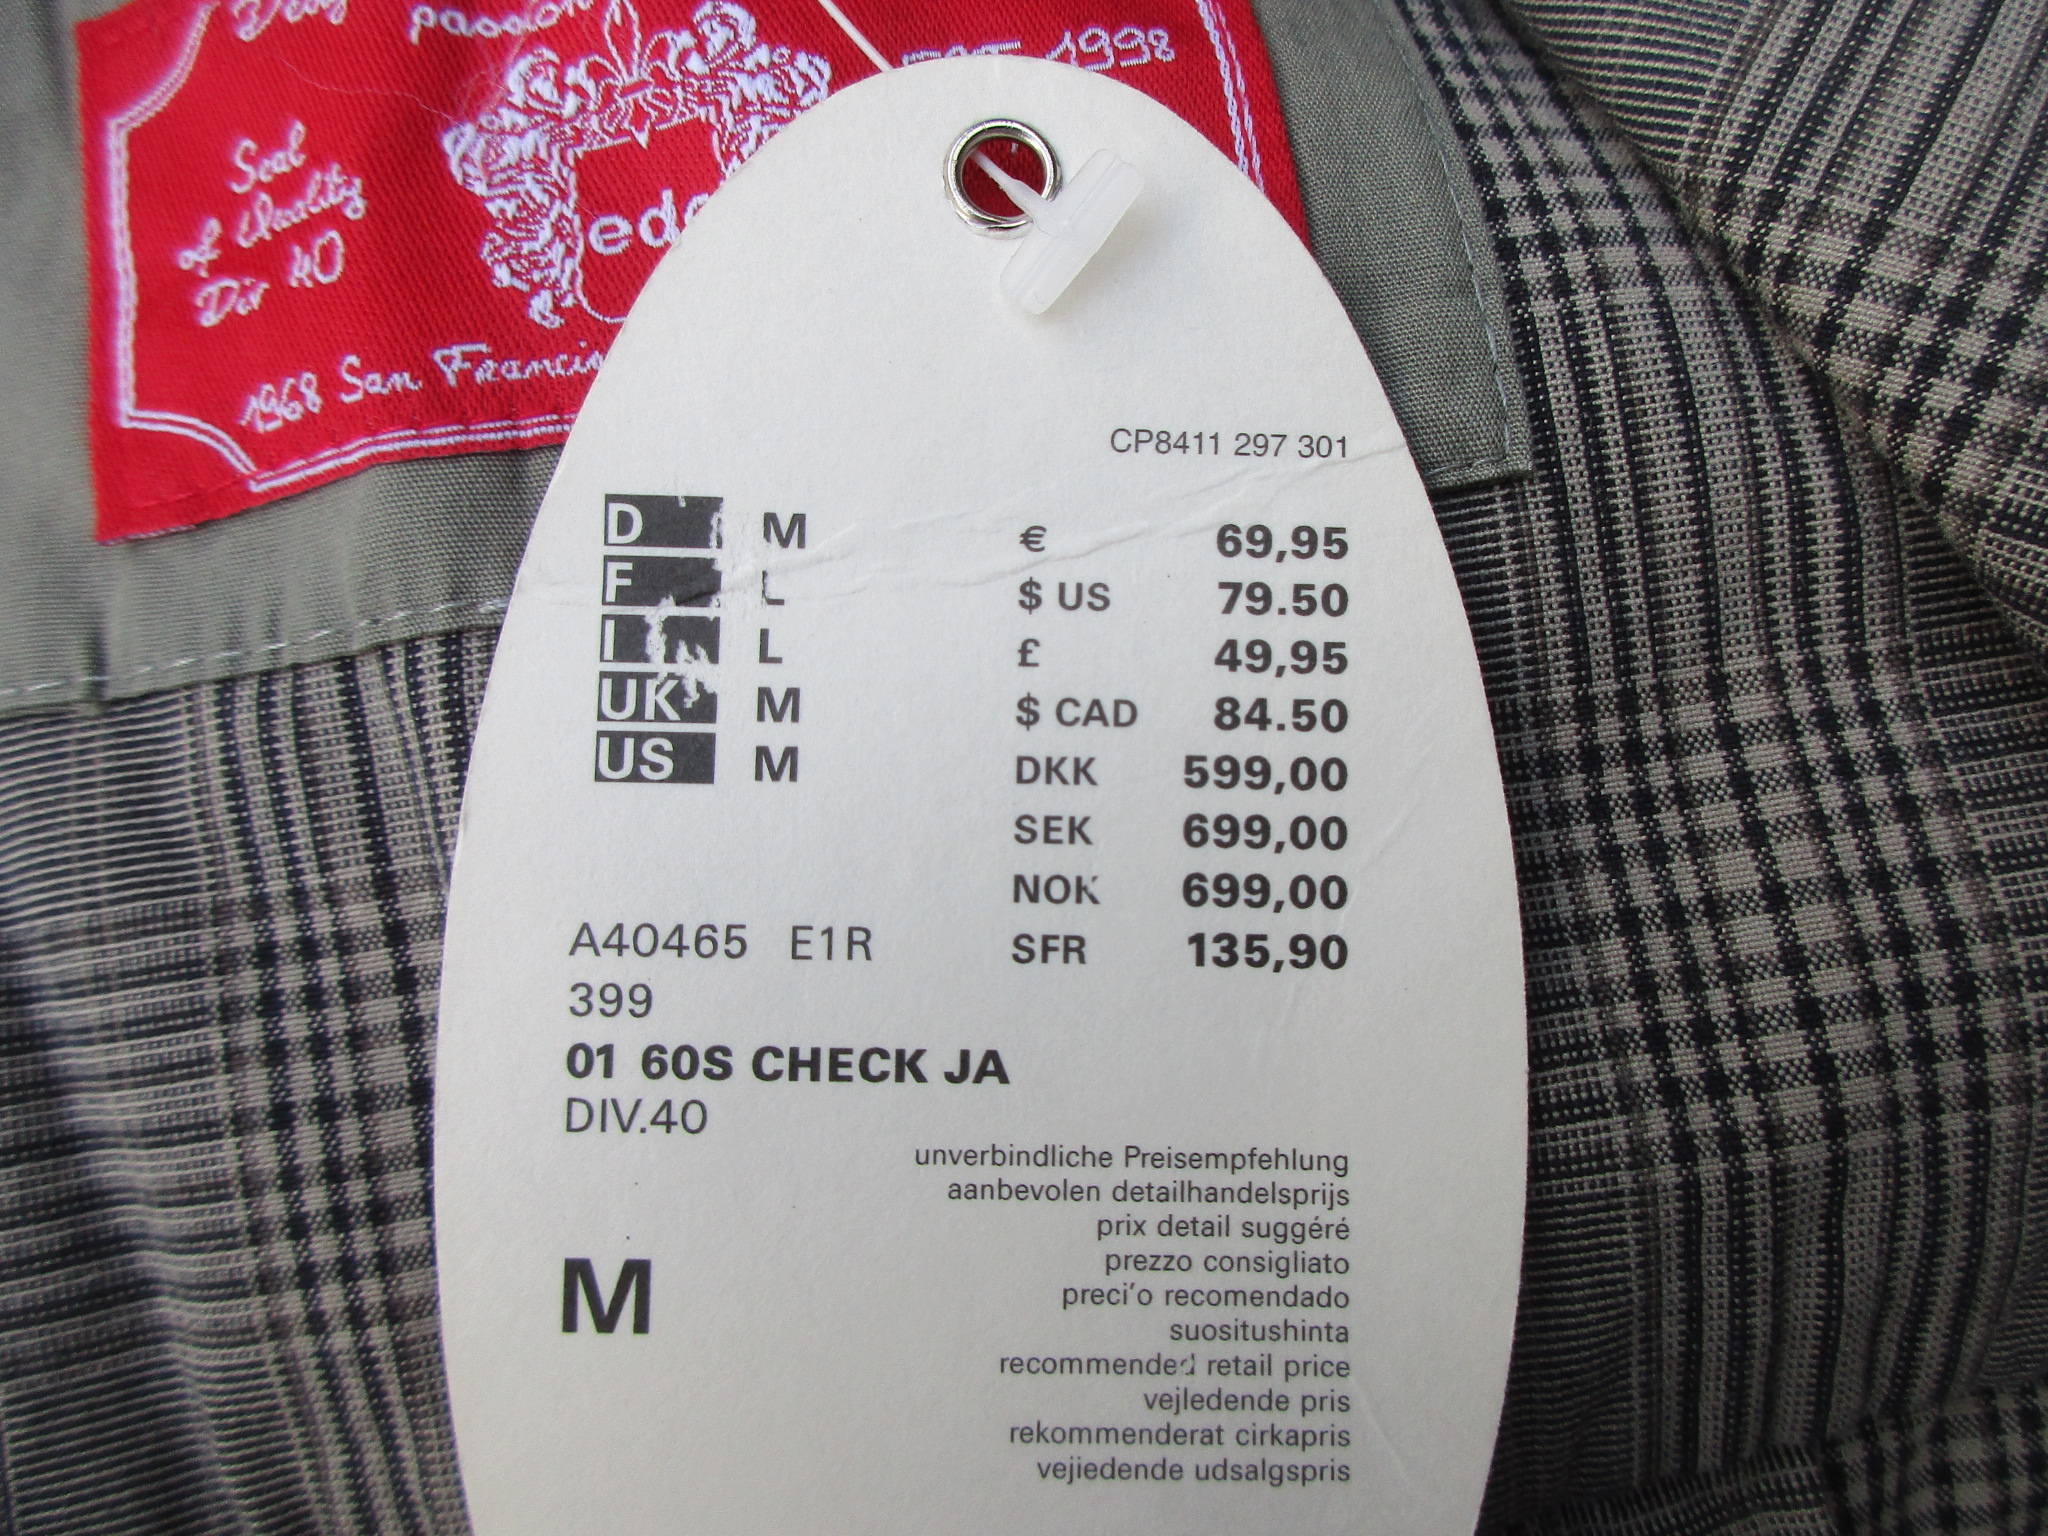 passion
1998
Seal
of Quality
Div 40
1968 San
CP8411 297 301
D M € 69,95
F L $ US 79.50
I L £ 49,95
UK M $ CAD 84.50
US M DKK 599,00
SEK 699,00
NOK 699,00
A40465 E1R SFR 135,90
399
01 60S CHECK JA
DIV.40
unverbindliche Preisempfehlung
aanbevolen detailhandelsprijs
prix detail suggéré
prezzo consigliato
preci'o recomendado
suositushinta
M
recommended retail price
vejledende pris
rekommenderat cirkapris
vejiedende udsalgspris